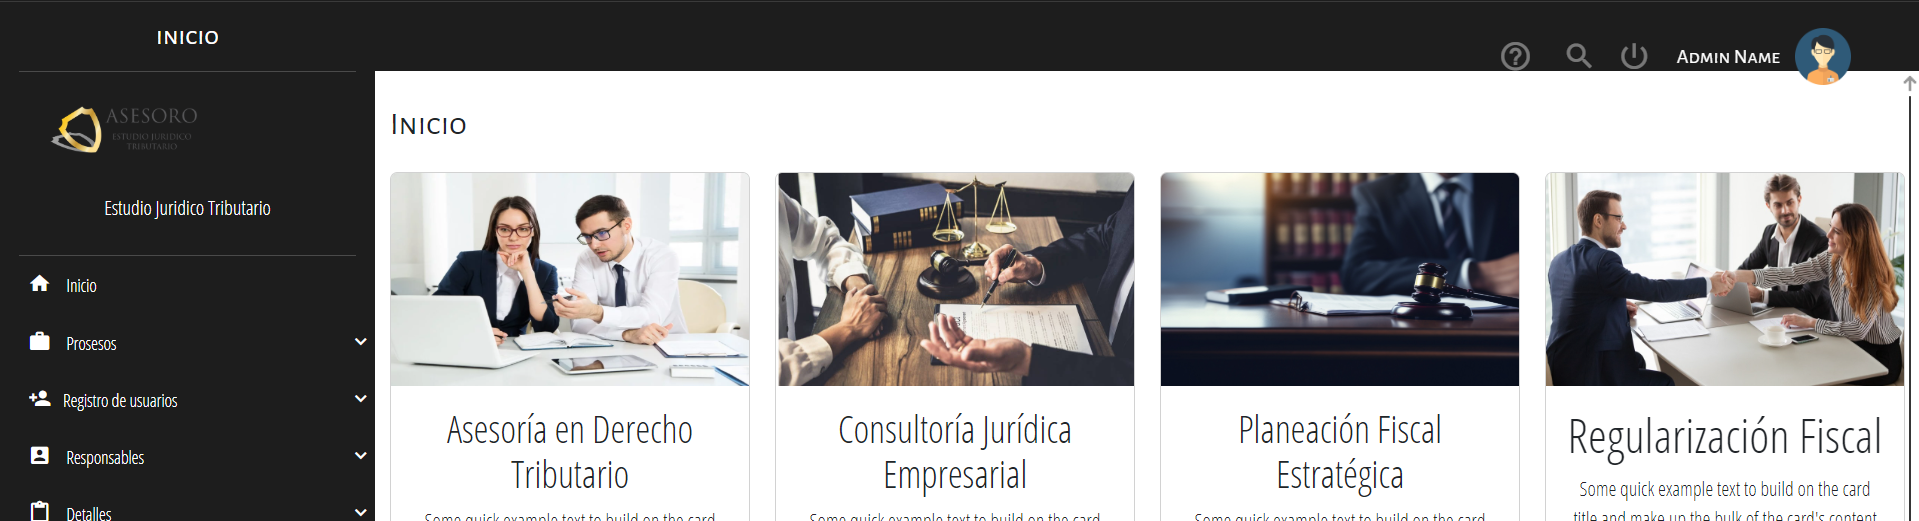 INICIO
ADMIN NAME
ASESORO
ESTUDIO JURIDICO
TRIBUTARIO
Estudio Juridico Tributario
Inicio
Prosesos
Registro de usuarios
Responsables
Detalles
INICIO
Asesoría en Derecho
Tributario
Some quick example text to build on the card
Consultoría Jurídica
Empresarial
Some quick example text to build on the card
Planeación Fiscal
Estratégica
Some quick example text to build on the card
Regularización Fiscal
Some quick example text to build on the card
title and make up the bulk of the card's content